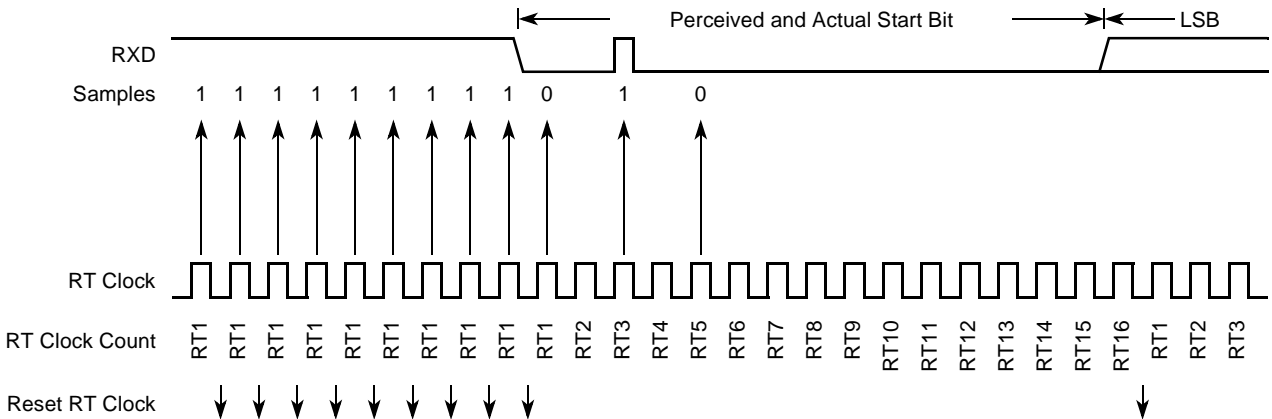 Perceived and Actual Start Bit LSB
RXD
Samples 1 1 1 1 1 1 1 1 1 0 1 0
RT Clock
RT Clock Count RT1 RT1 RT1 RT1 RT1 RT1 RT1 RT1 RT1 RT1 RT2 RT3 RT4 RT5 RT6 RT7 RT8 RT9 RT10 RT11 RT12 RT13 RT14 RT15 RT16 RT1 RT2 RT3
Reset RT Clock